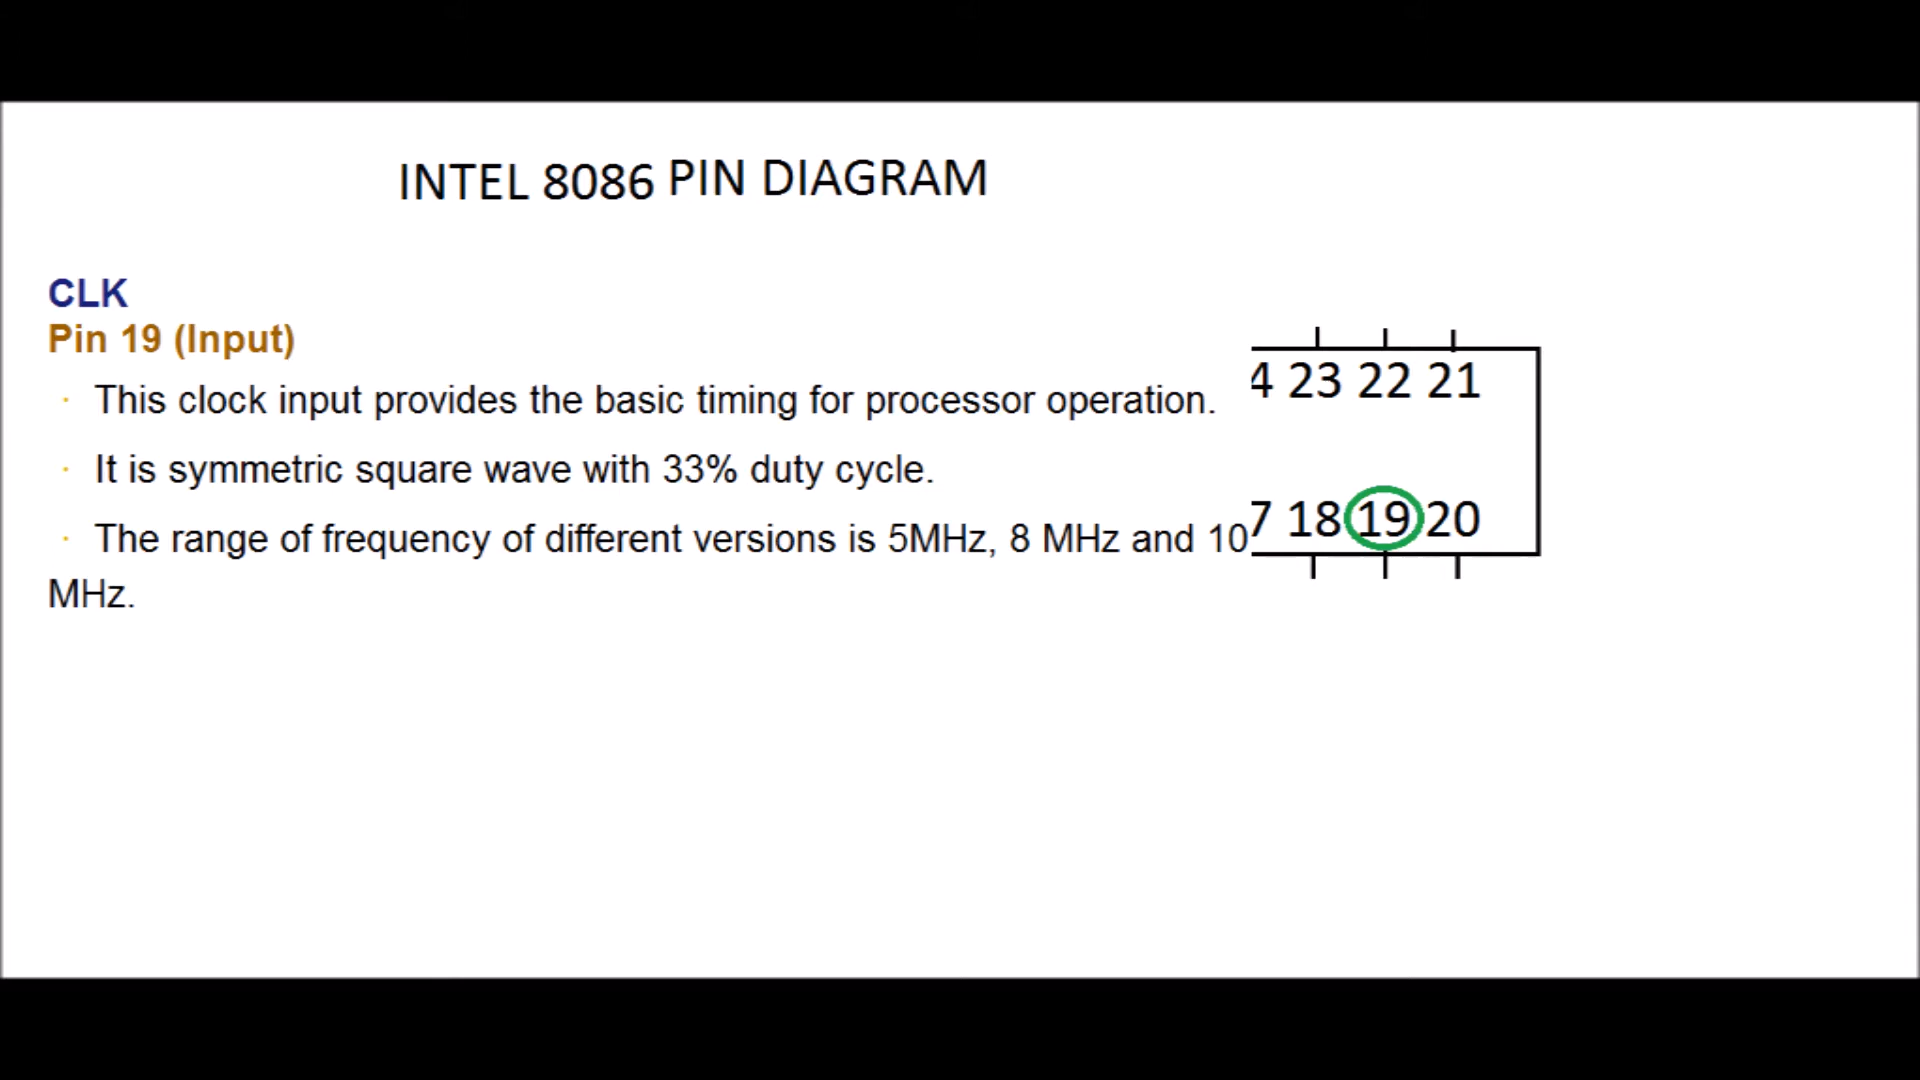 INTEL 8086 PIN DIAGRAM
CLK
Pin 19 (Input)
· This clock input provides the basic timing for processor operation.
· It is symmetric square wave with 33% duty cycle.
· The range of frequency of different versions is 5MHz, 8 MHz and 10
MHz.
4 23 22 21
7 18 19 20